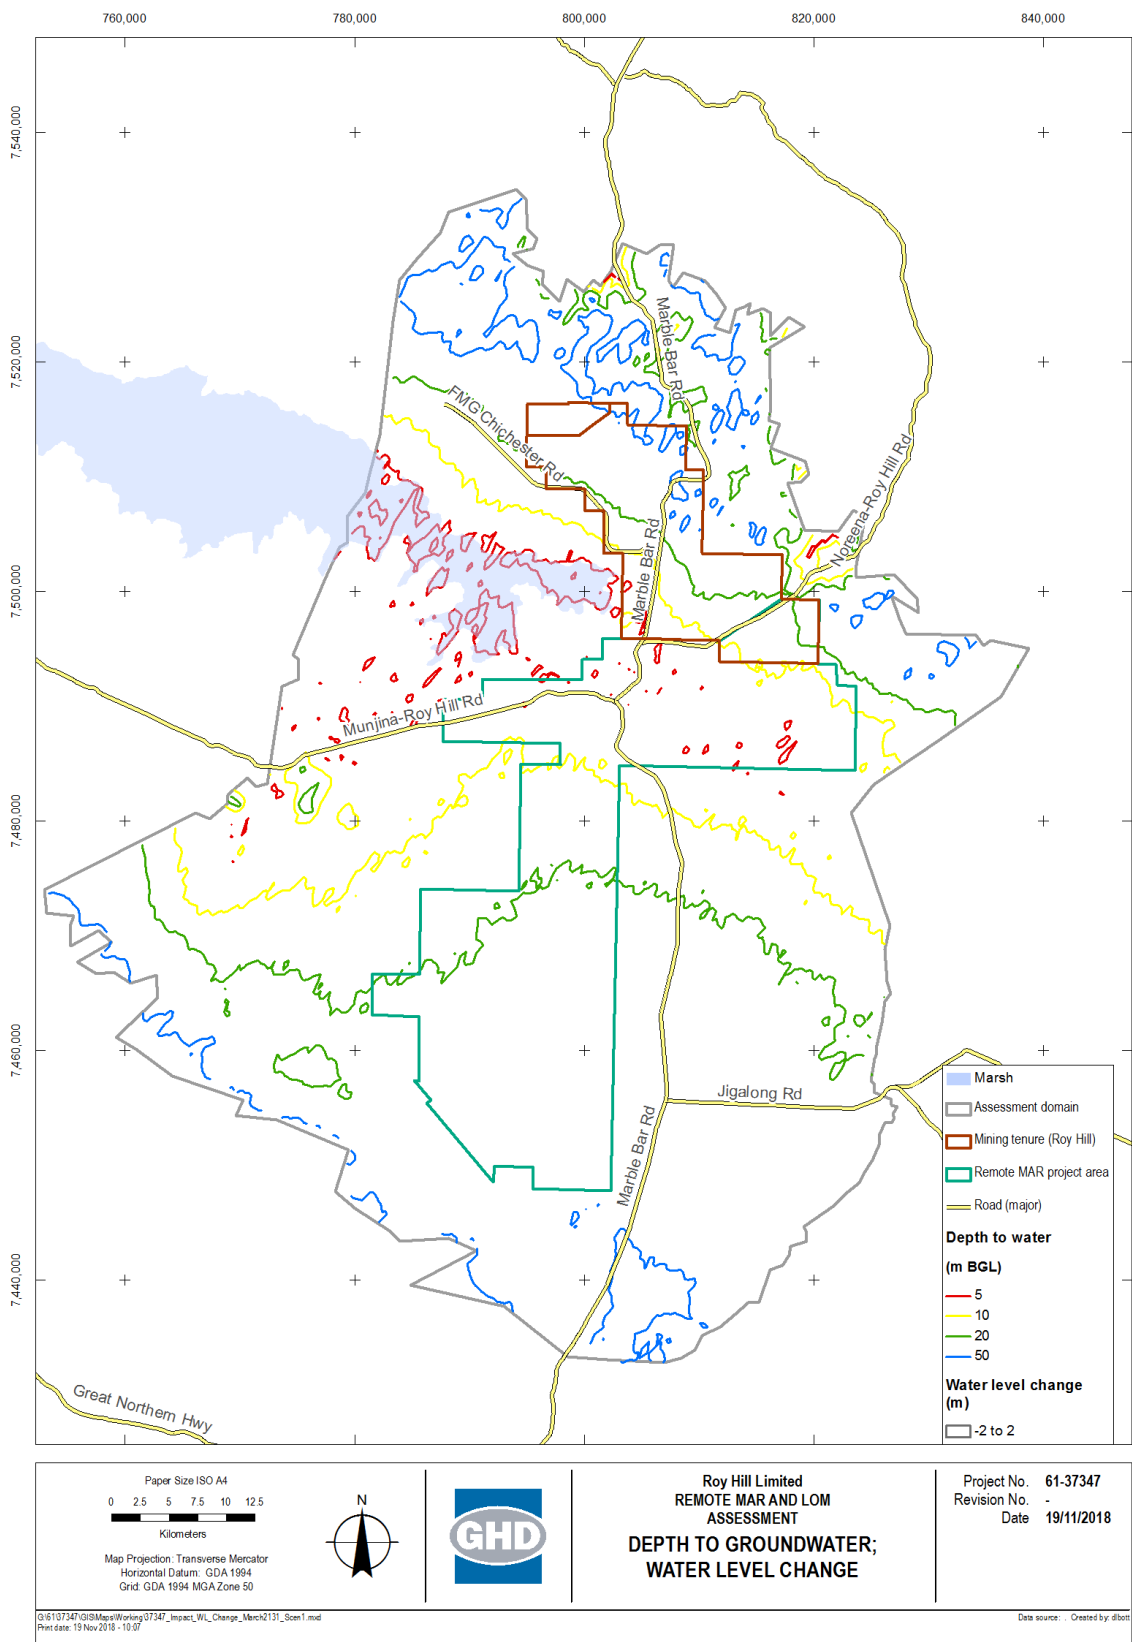 760,000 780,000 800,000 820,000 840,000
7,540,000
7,520,000
7,500,000
7,480,000
7,460,000
7,440,000
Marble Bar Rd
FMG Chichester Rd
Noreena-Roy Hill Rd
Marble Bar Rd
Munjina-Roy Hill Rd
Jigalong Rd
Marble Bar Rd
Great Northern Hwy
Marsh
Assessment domain
Mining tenure (Roy Hill)
Remote MAR project area
Road (major)
Depth to water
(m BGL)
5
10
20
50
Water level change
(m)
-2 to 2
Paper Size ISO A4
0 2.5 5 7.5 10 12.5
Kilometers
Map Projection: Transverse Mercator
Horizontal Datum: GDA 1994
Grid: GDA 1994 MGA Zone 50
N
GHD
Roy Hill Limited
REMOTE MAR AND LOM
ASSESSMENT
DEPTH TO GROUNDWATER;
WATER LEVEL CHANGE
Project No. 61-37347
Revision No. -
Date 19/11/2018
G:\61\37347\GIS\Maps\Working\37347_Impact_WL_Change_March2131_Scen1.mxd
Print date: 19 Nov 2018 - 10:07
Data source: . Created by: dlbott